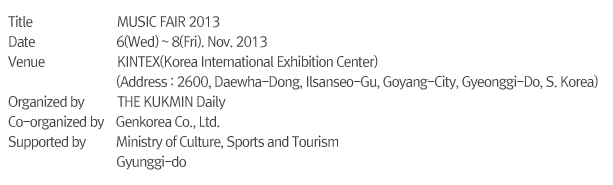 Title MUSIC FAIR 2013
Date 6(Wed) ~ 8(Fri). Nov. 2013
Venue KINTEX(Korea International Exhibition Center)
(Address : 2600, Daewha-Dong, Ilsanseo-Gu, Goyang-City, Gyeonggi-Do, S. Korea)
Organized by THE KUKMIN Daily
Co-organized by Genkorea Co., Ltd.
Supported by Ministry of Culture, Sports and Tourism
Gyunggi-do